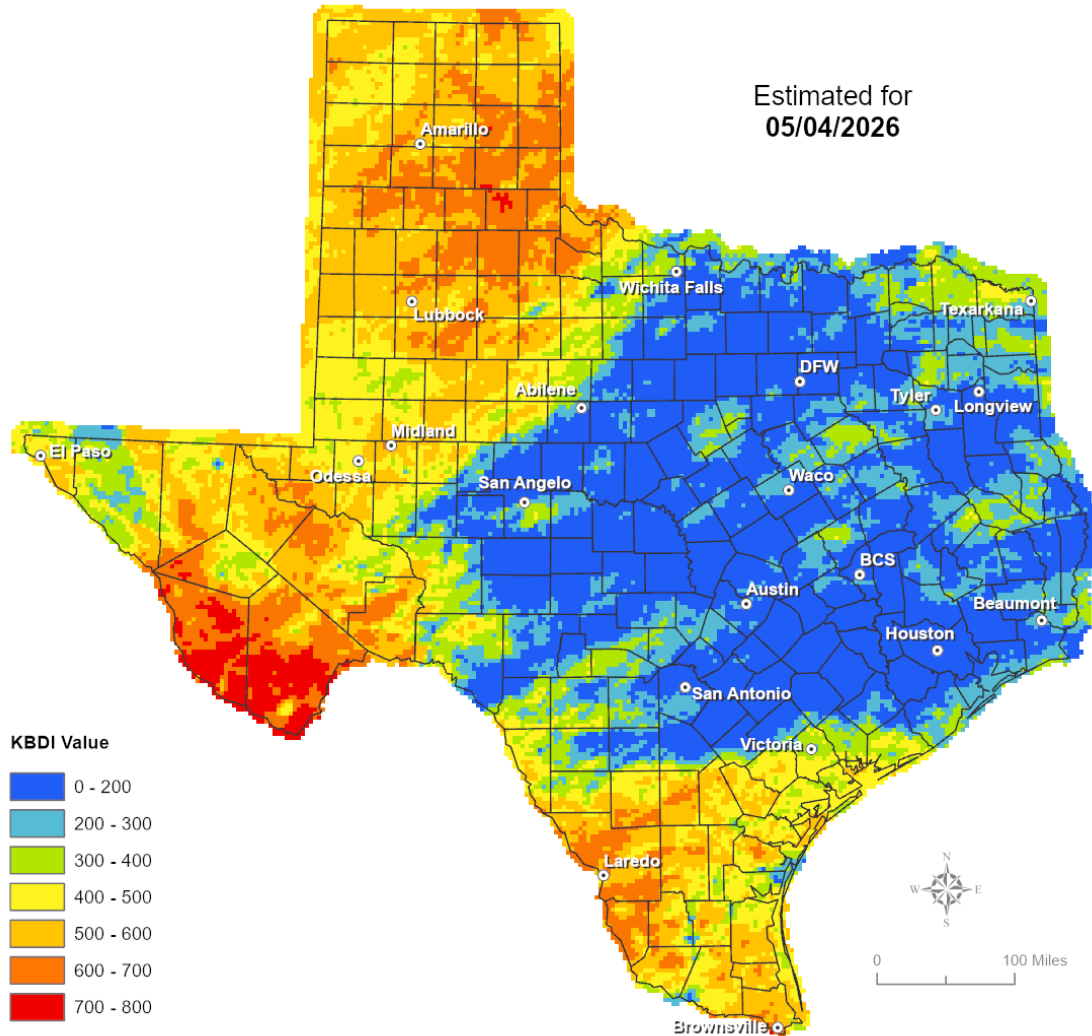 Estimated for
05/04/2026
Amarillo
Wichita Falls
Lubbock
Texarkana
DFW
Abilene
Tyler
Longview
Midland
El Paso
Odessa
San Angelo
Waco
BCS
Austin
Beaumont
Houston
San Antonio
Victoria
KBDI Value
0 - 200
200 - 300
300 - 400
400 - 500
500 - 600
600 - 700
700 - 800
Laredo
N
W E
S
0 100 Miles
Brownsville